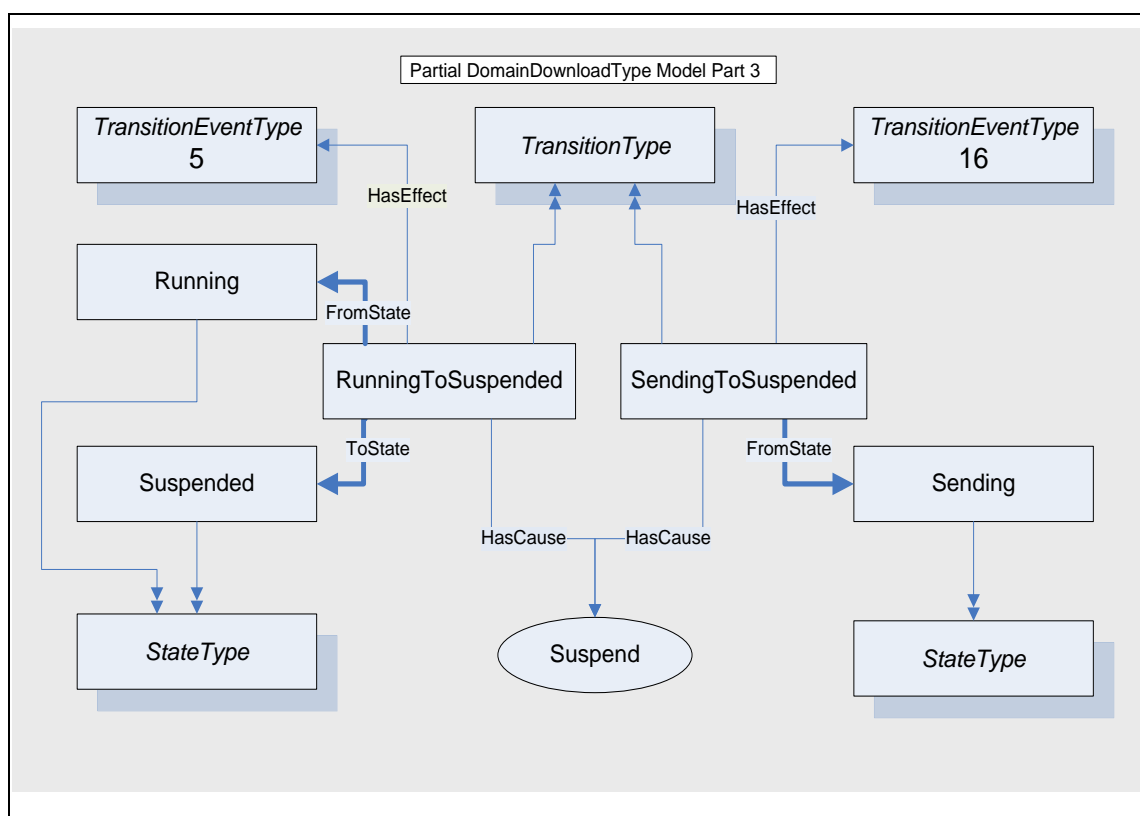 Partial DomainDownloadType Model Part 3
TransitionEventType
5
TransitionType
TransitionEventType
16
HasEffect
HasEffect
Running
FromState
RunningToSuspended
SendingToSuspended
ToState
FromState
Suspended
Sending
HasCause
HasCause
StateType
Suspend
StateType